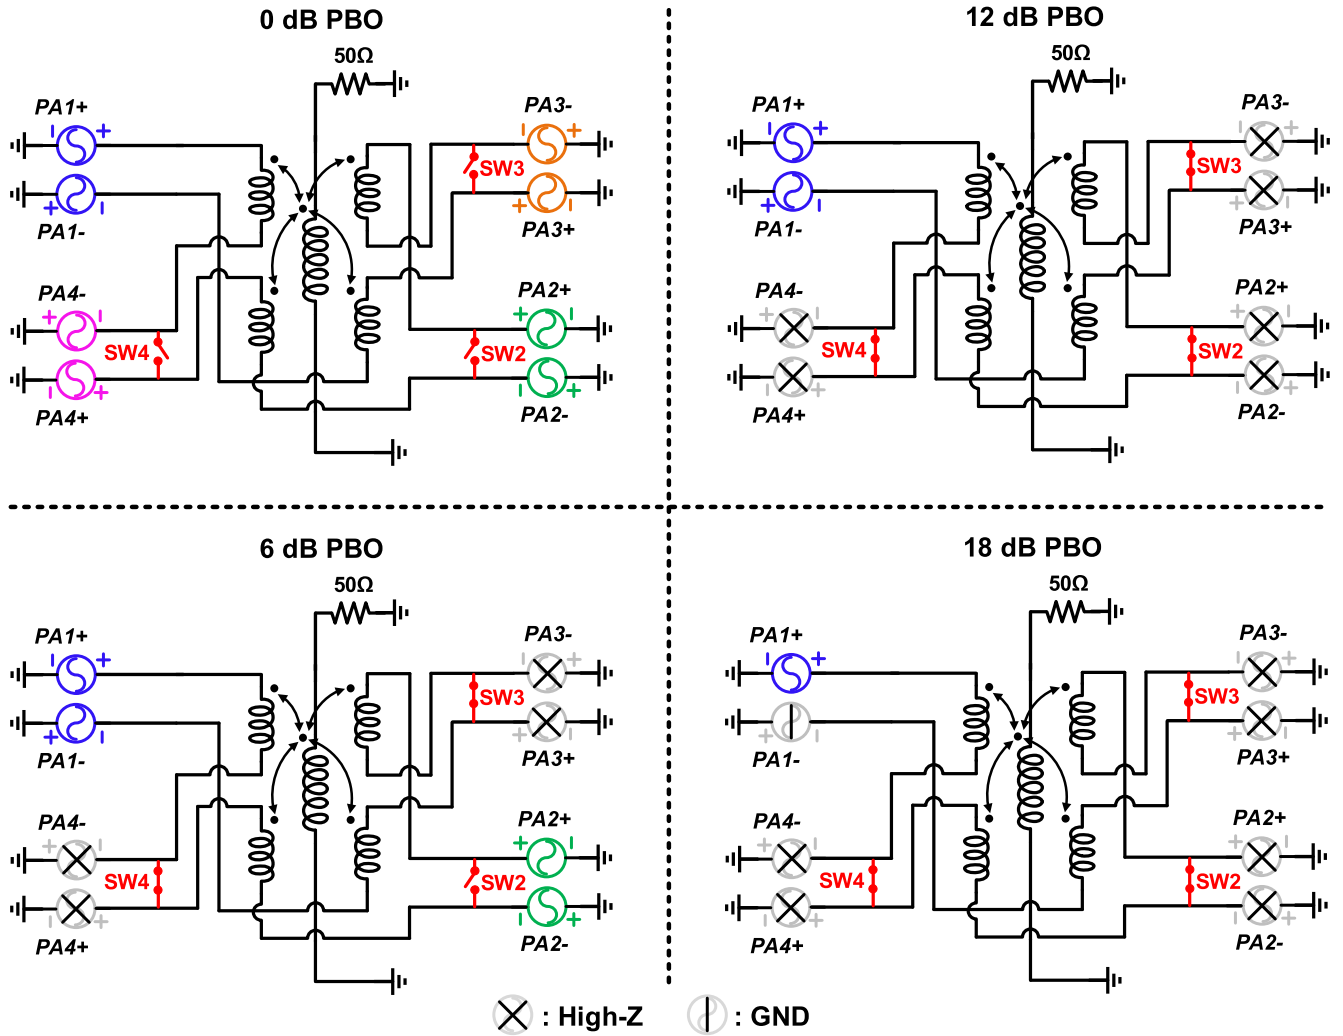 0 dB PBO
50Ω
PA1+
PA3-
SW3
PA1-
PA3+
PA4-
PA2+
SW4
SW2
PA4+
PA2-
12 dB PBO
50Ω
PA1+
PA3-
SW3
PA1-
PA3+
PA4-
PA2+
SW4
SW2
PA4+
PA2-
6 dB PBO
50Ω
PA1+
PA3-
SW3
PA1-
PA3+
PA4-
PA2+
SW4
SW2
PA4+
PA2-
18 dB PBO
50Ω
PA1+
PA3-
SW3
PA1-
PA3+
PA4-
PA2+
SW4
SW2
PA4+
PA2-
: High-Z
: GND